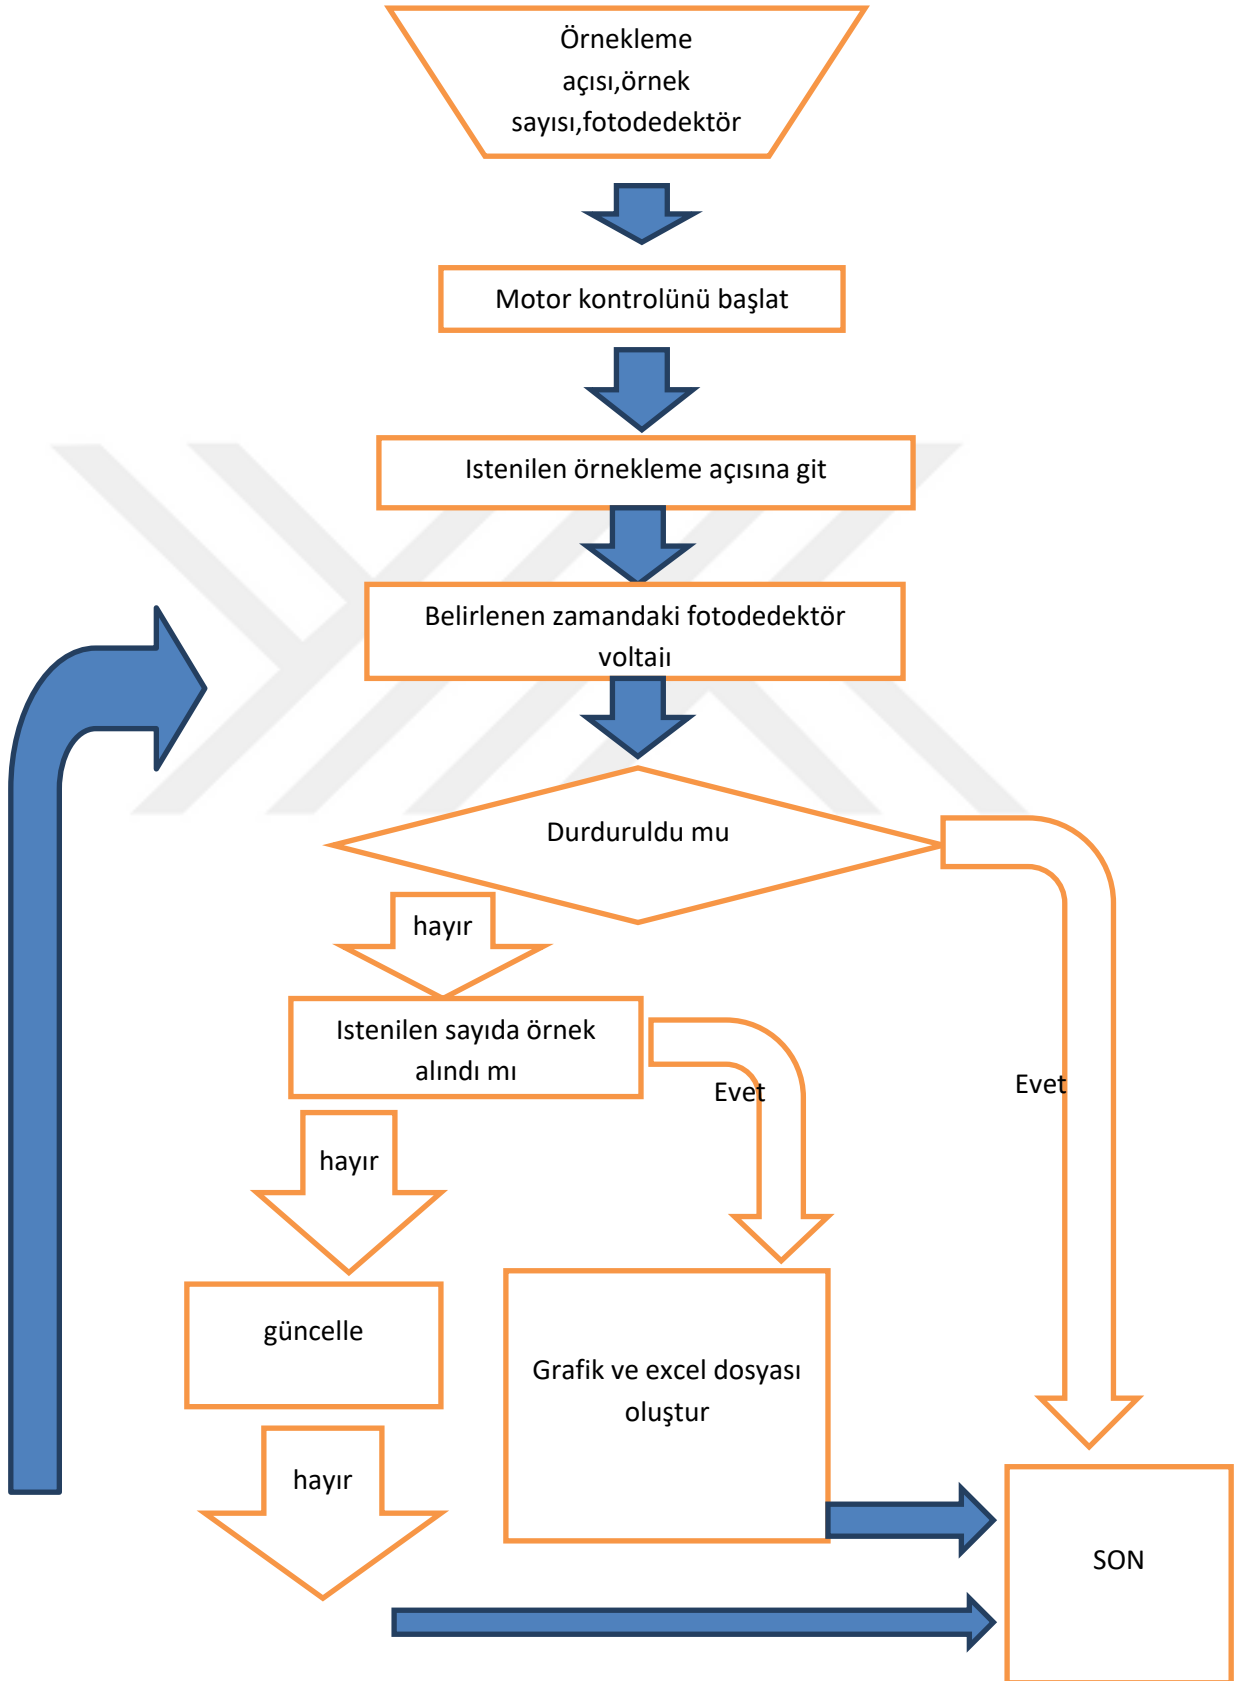 Örnekleme
açısı,örnek
sayısı,fotodedektör
Motor kontrolünü başlat
Istenilen örnekleme açısına git
Belirlenen zamandaki fotodedektör
voltajı
Durduruldu mu
hayır
Istenilen sayıda örnek
alındı mı
Evet
Evet
hayır
güncelle
Grafik ve excel dosyası
oluştur
hayır
SON